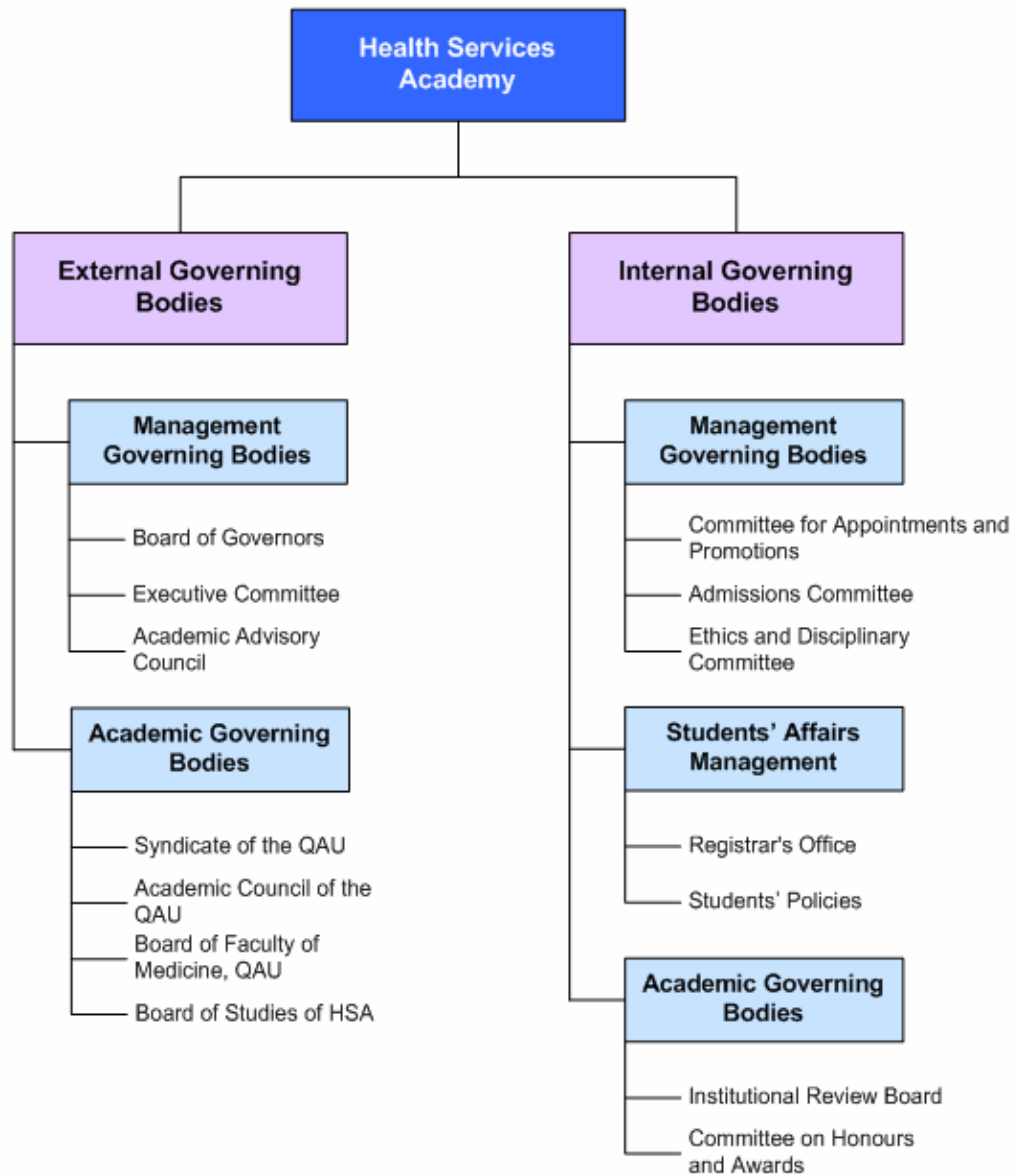 Health Services
Academy
External Governing
Bodies
Management
Governing Bodies
Board of Governors
Executive Committee
Academic Advisory
Council
Academic Governing
Bodies
Syndicate of the QAU
Academic Council of the
QAU
Board of Faculty of
Medicine, QAU
Board of Studies of HSA
Internal Governing
Bodies
Management
Governing Bodies
Committee for Appointments and
Promotions
Admissions Committee
Ethics and Disciplinary
Committee
Students’ Affairs
Management
Registrar's Office
Students’ Policies
Academic Governing
Bodies
Institutional Review Board
Committee on Honours
and Awards